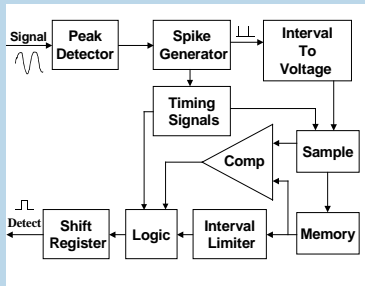 Signal
Peak
Detector
Spike
Generator
Interval
To
Voltage
Timing
Signals
Comp
Sample
Detect
Shift
Register
Logic
Interval
Limiter
Memory